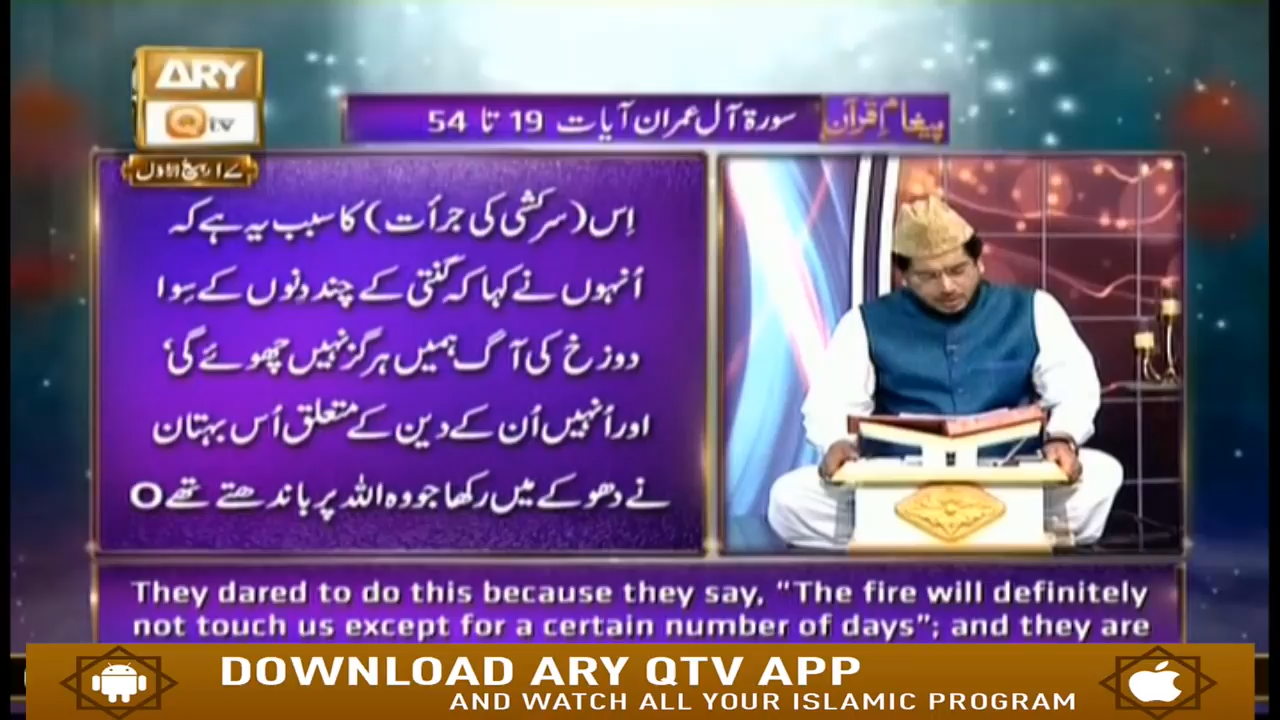 ARY
Qtv
۱۷ ربیع الاول
پیغامِ قرآن سورۃ آل عمران آیات 19 تا 54
اِس (سرکشی کی جرأت) کا سبب یہ ہے کہ
اُنہوں نے کہا کہ گنتی کے چند دنوں کے سِوا
دوزخ کی آگ ہمیں ہرگز نہیں چھوئے گی،
اور اُنہیں اُن کے دین کے متعلق اُس بہتان
نے دھوکے میں رکھا جو وہ اللہ پر باندھتے تھے O
They dared to do this because they say, "The fire will definitely
not touch us except for a certain number of days"; and they are
DOWNLOAD ARY QTV APP
AND WATCH ALL YOUR ISLAMIC PROGRAM